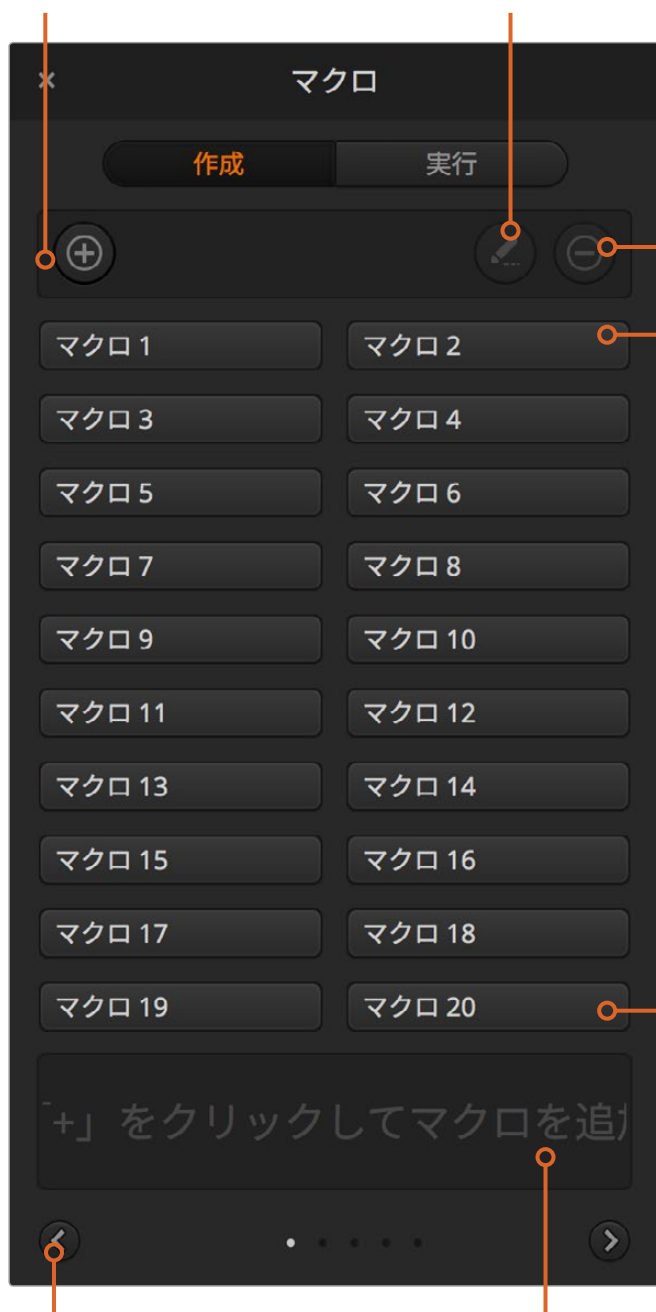 マクロ
作成 実行
マクロ 1 マクロ 2
マクロ 3 マクロ 4
マクロ 5 マクロ 6
マクロ 7 マクロ 8
マクロ 9 マクロ 10
マクロ 11 マクロ 12
マクロ 13 マクロ 14
マクロ 15 マクロ 16
マクロ 17 マクロ 18
マクロ 19 マクロ 20
+」をクリックしてマクロを追